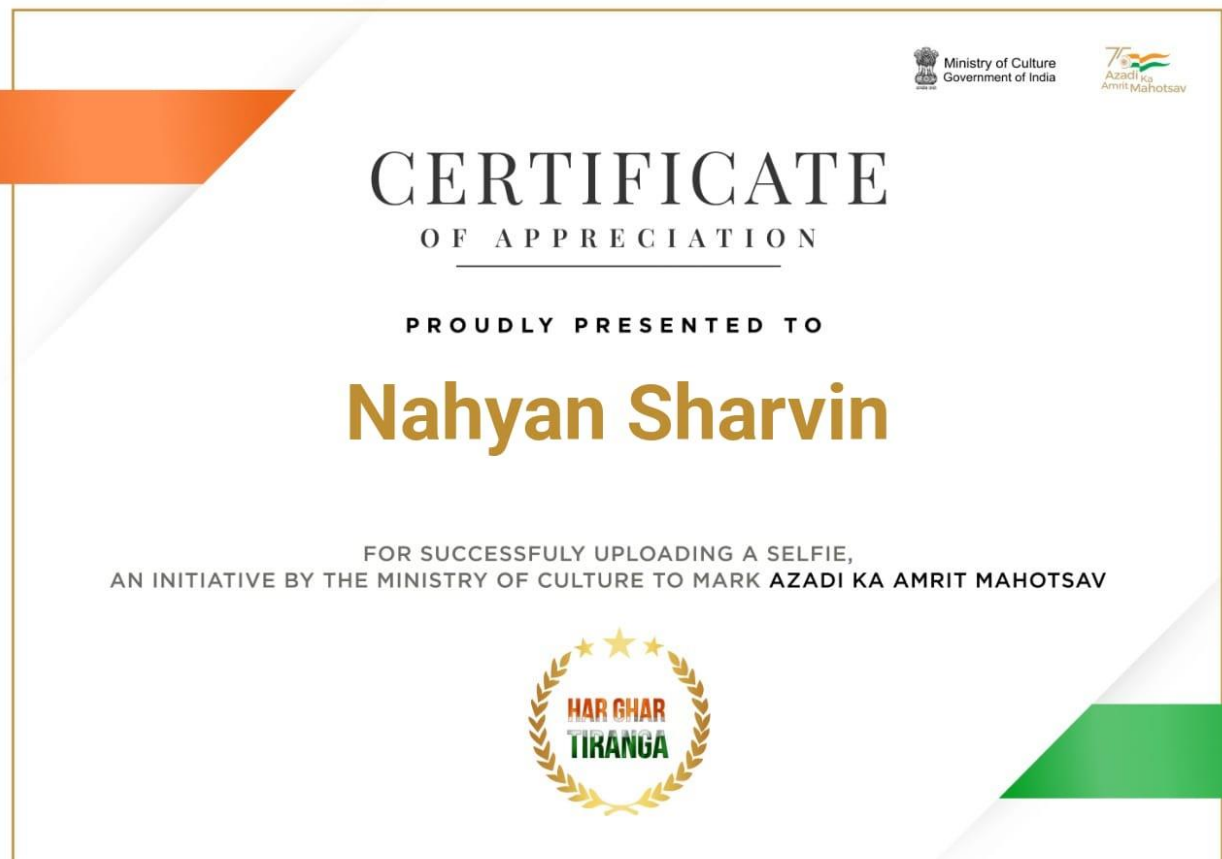 Ministry of Culture
Government of India
75
Azadi Ka
Amrit Mahotsav
CERTIFICATE
OF APPRECIATION
PROUDLY PRESENTED TO
Nahyan Sharvin
FOR SUCCESSFULY UPLOADING A SELFIE,
AN INITIATIVE BY THE MINISTRY OF CULTURE TO MARK AZADI KA AMRIT MAHOTSAV
HAR GHAR
TIRANGA